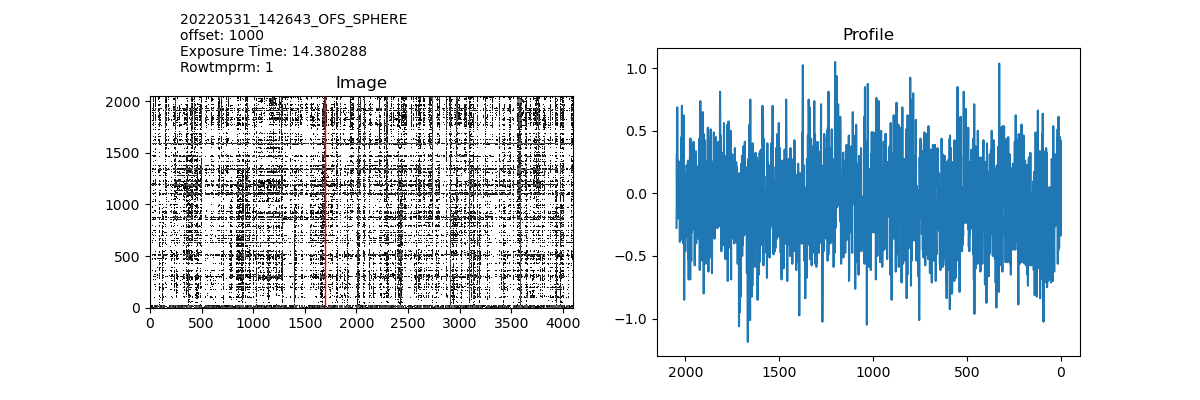 20220531_142643_OFS_SPHERE
offset: 1000
Exposure Time: 14.380288
Rowtmprm: 1
Image
2000
1500
1000
500
0
0 500 1000 1500 2000 2500 3000 3500 4000
Profile
1.0
0.5
0.0
−0.5
−1.0
2000 1500 1000 500 0